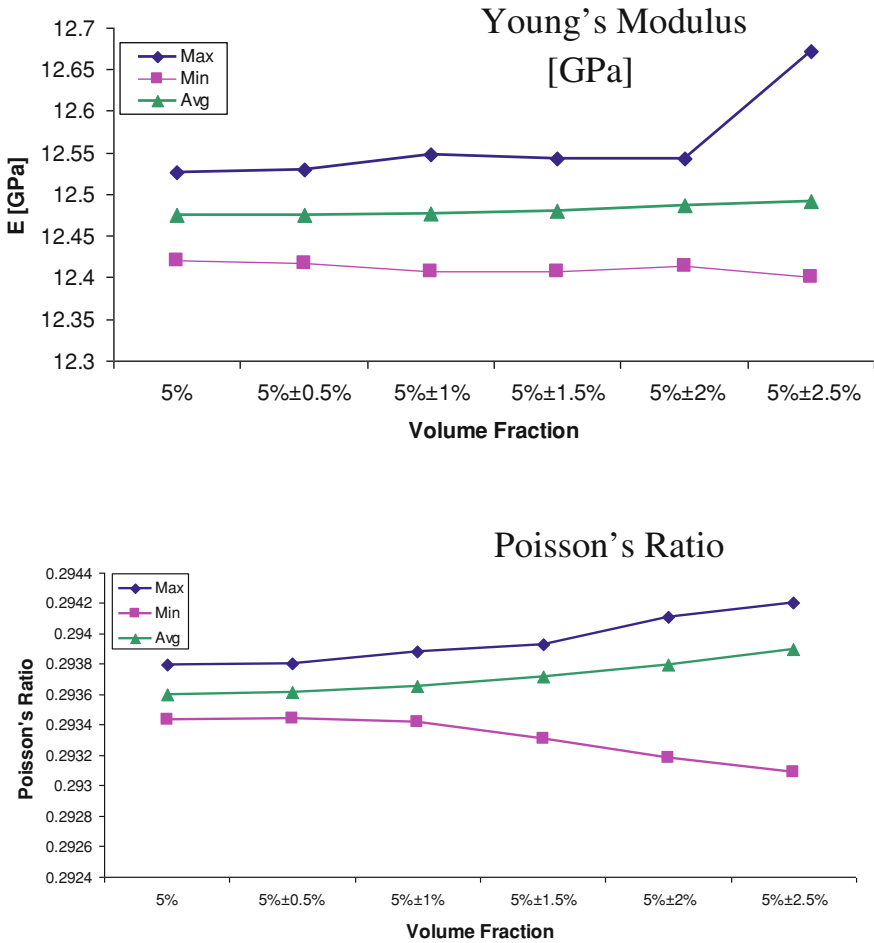 Young's Modulus
[GPa]
Max
Min
Avg
E [GPa]
12.7
12.65
12.6
12.55
12.5
12.45
12.4
12.35
12.3
5% 5%±0.5% 5%±1% 5%±1.5% 5%±2% 5%±2.5%
Volume Fraction
Poisson's Ratio
Max
Min
Avg
Poisson's Ratio
0.2944
0.2942
0.294
0.2938
0.2936
0.2934
0.2932
0.293
0.2928
0.2926
0.2924
5% 5%±0.5% 5%±1% 5%±1.5% 5%±2% 5%±2.5%
Volume Fraction